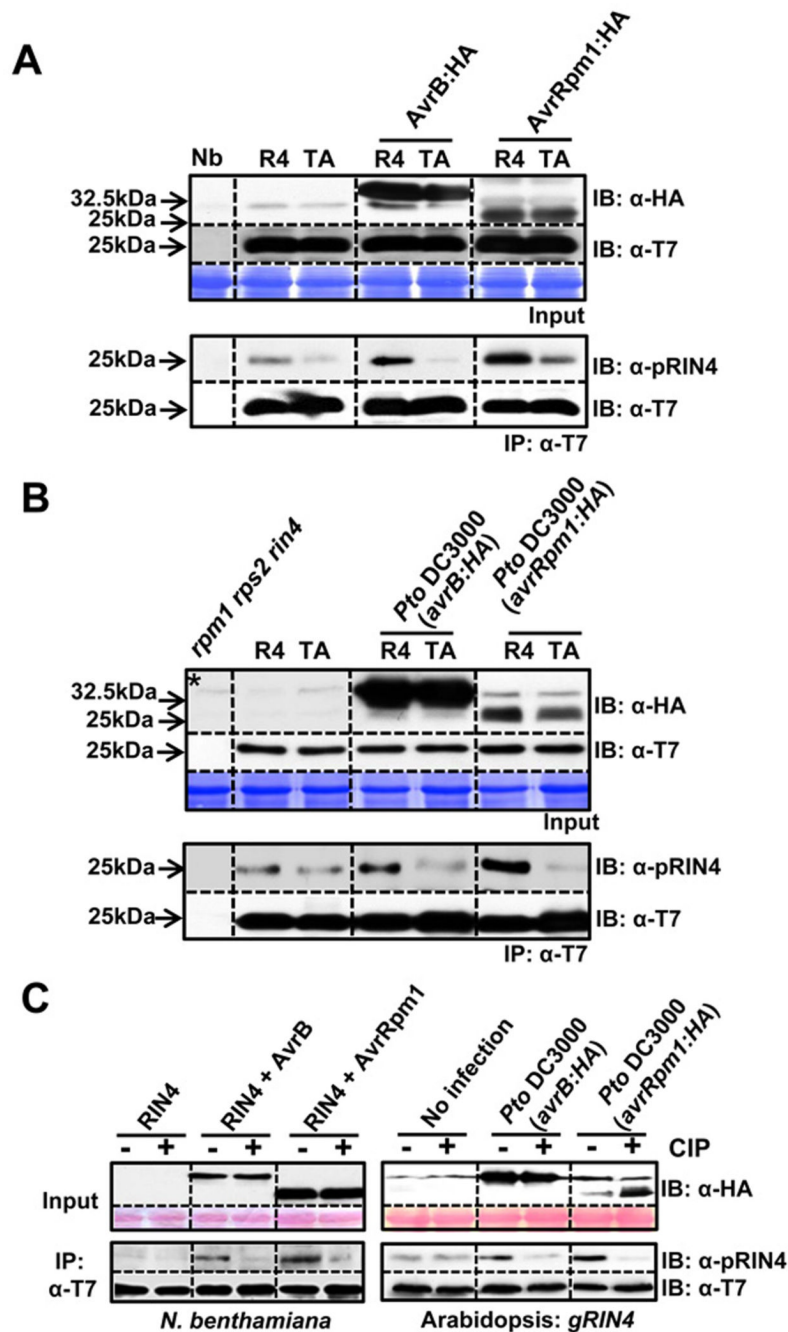 A
AvrB:HA
AvrRpm1:HA
Nb R4 TA R4 TA R4 TA
32.5kDa
IB: α-HA
25kDa
25kDa
IB: α-T7
Input
25kDa
IB: α-pRIN4
25kDa
IB: α-T7
IP: α-T7
B
rpm1 rps2 rin4
Pto DC3000
(avrB:HA)
Pto DC3000
(avrRpm1:HA)
R4 TA R4 TA R4 TA
*
32.5kDa
IB: α-HA
25kDa
25kDa
IB: α-T7
Input
25kDa
IB: α-pRIN4
25kDa
IB: α-T7
IP: α-T7
C
RIN4
RIN4 + AvrB
RIN4 + AvrRpm1
No infection
Pto DC3000
(avrB:HA)
Pto DC3000
(avrRpm1:HA)
- + - + - + - + - + - + CIP
Input
IB: α-HA
IP:
α-T7
IB: α-pRIN4
IB: α-T7
N. benthamiana
Arabidopsis: gRIN4